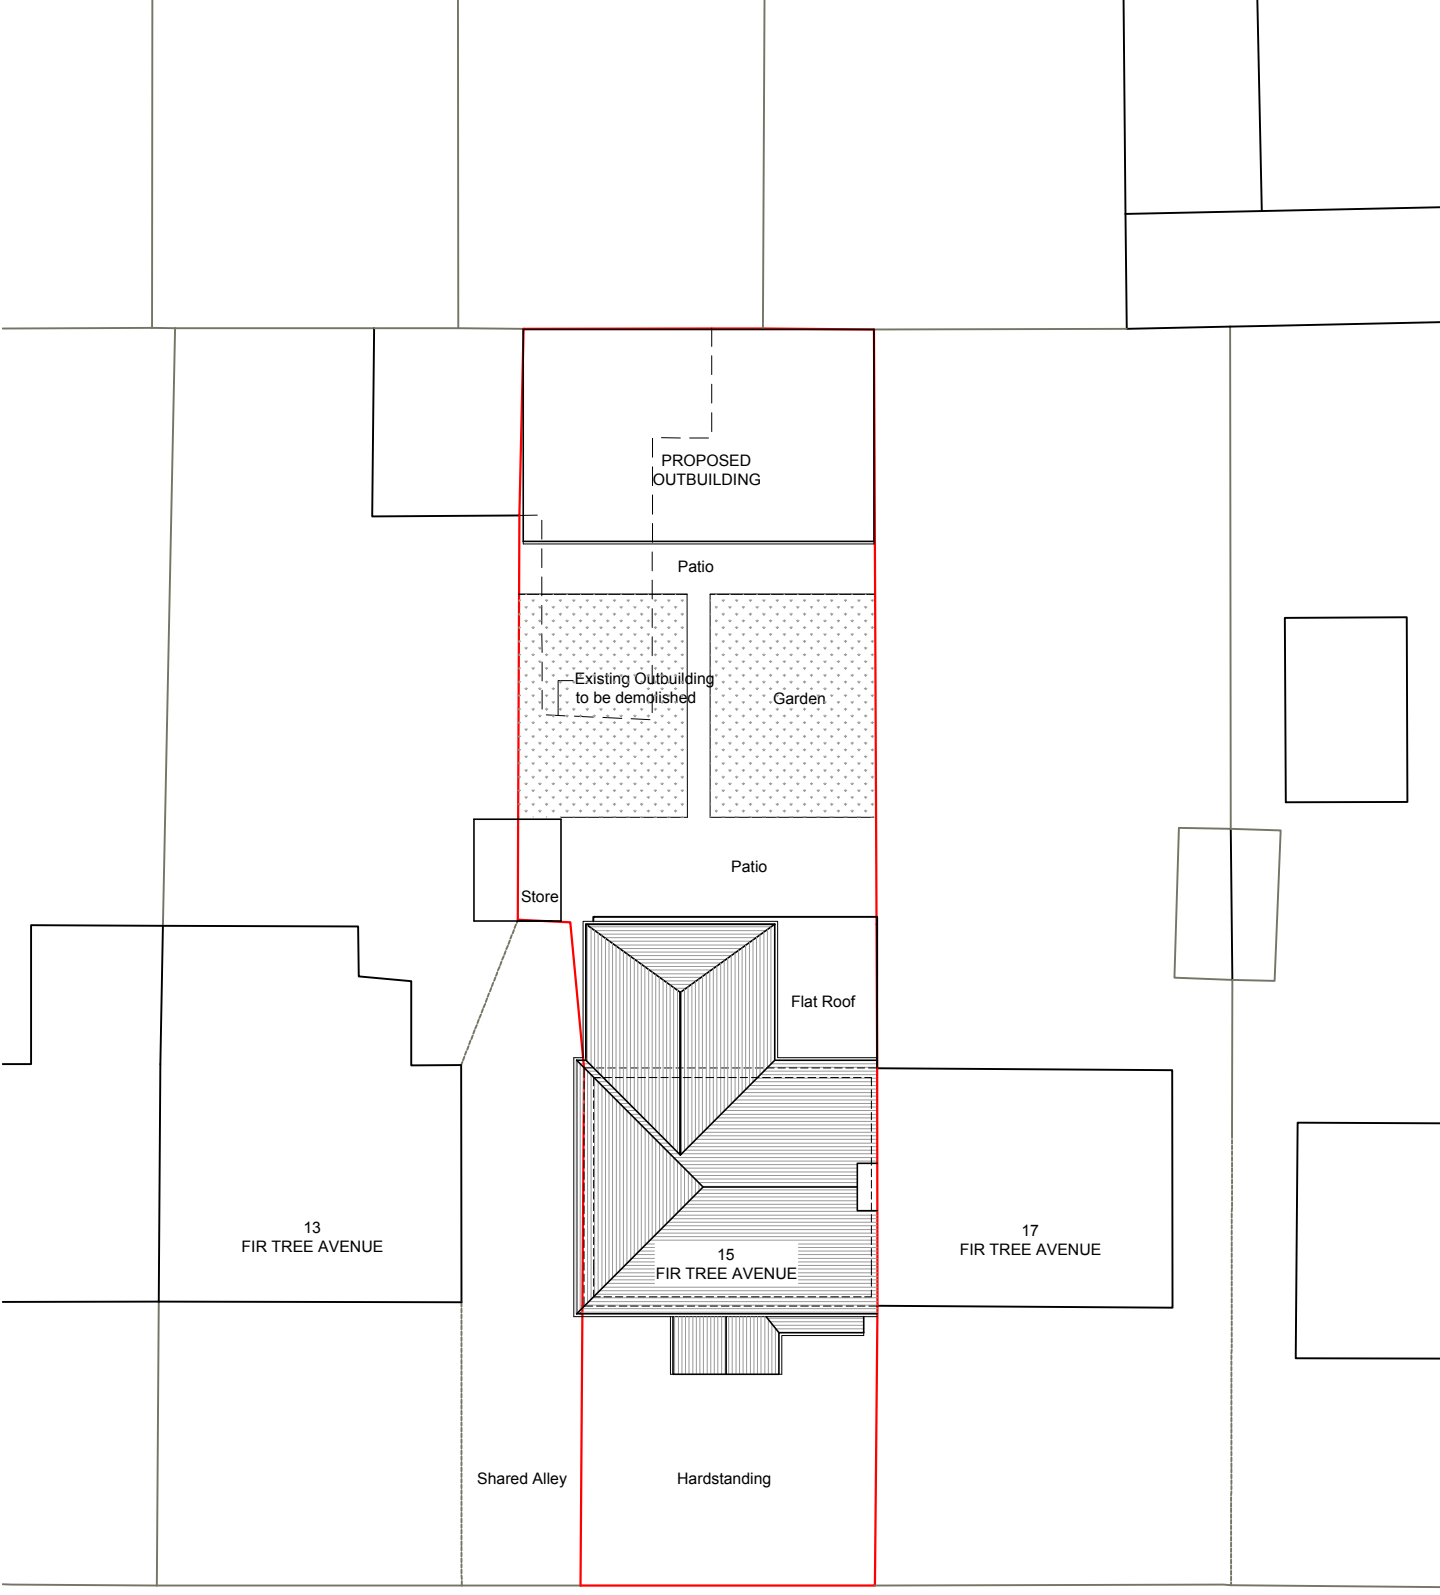 PROPOSED
OUTBUILDING
Patio
Existing Outbuilding
to be demolished
Garden
Patio
Store
Flat Roof
13
FIR TREE AVENUE
15
FIR TREE AVENUE
17
FIR TREE AVENUE
Shared Alley
Hardstanding